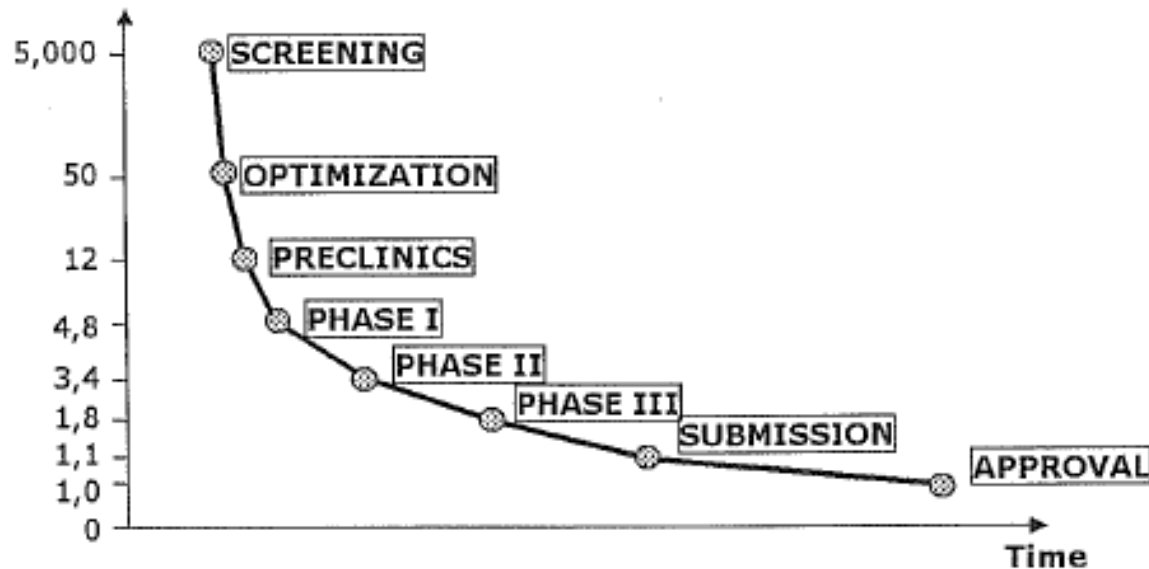 5,000
SCREENING
50
OPTIMIZATION
12
PRECLINICS
4,8
PHASE I
3,4
PHASE II
1,8
PHASE III
1,1
SUBMISSION
1,0
APPROVAL
0
Time